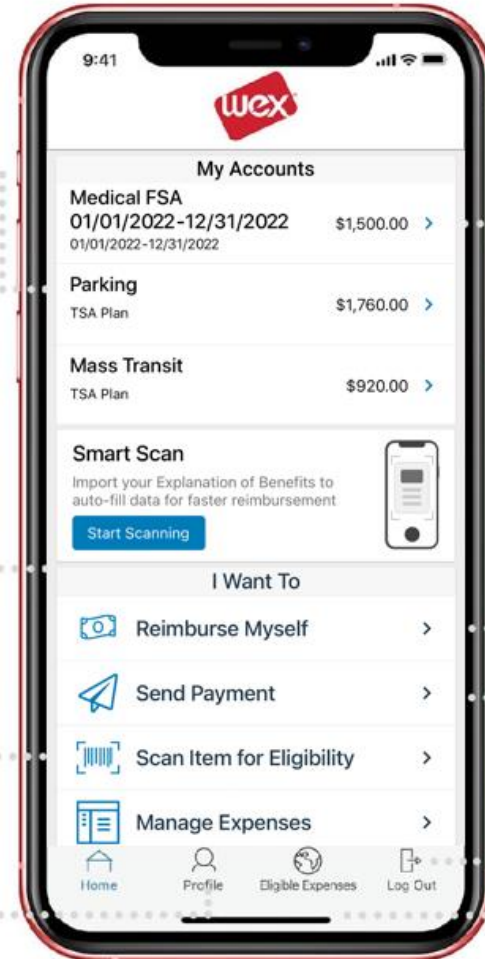 9:41
wex
My Accounts
Medical FSA
01/01/2022-12/31/2022
$1,500.00
01/01/2022-12/31/2022
Parking
$1,760.00
TSA Plan
Mass Transit
$920.00
TSA Plan
Smart Scan
Import your Explanation of Benefits to
auto-fill data for faster reimbursement
Start Scanning
I Want To
Reimburse Myself
Send Payment
Scan Item for Eligibility
Manage Expenses
Home Profile Eligible Expenses Log Out